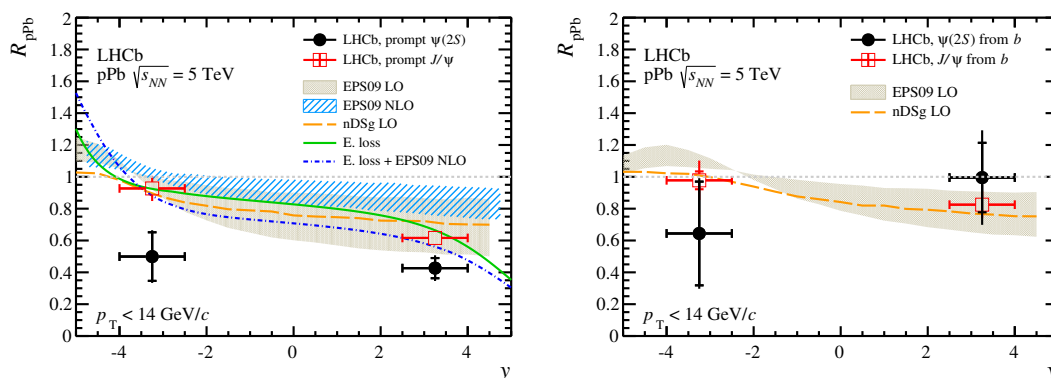 R_pPb
2
1.8
1.6
1.4
1.2
1
0.8
0.6
0.4
0.2
0
LHCb
pPb √s_NN = 5 TeV
LHCb, prompt ψ(2S)
LHCb, prompt J/ψ
EPS09 LO
EPS09 NLO
nDSg LO
E. loss
E. loss + EPS09 NLO
p_T < 14 GeV/c
-4 -2 0 2 4
y
R_pPb
2
1.8
1.6
1.4
1.2
1
0.8
0.6
0.4
0.2
0
LHCb
pPb √s_NN = 5 TeV
LHCb, ψ(2S) from b
LHCb, J/ψ from b
EPS09 LO
nDSg LO
p_T < 14 GeV/c
-4 -2 0 2 4
y